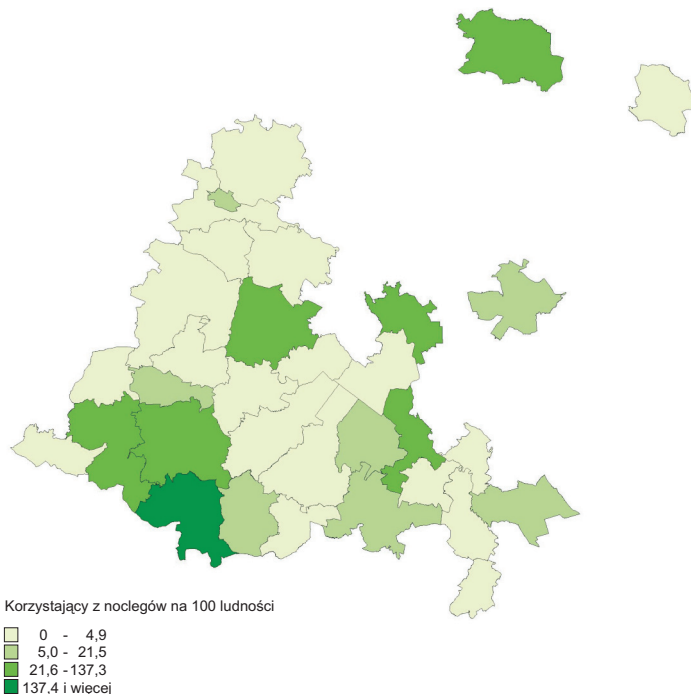 Korzystający z noclegów na 100 ludności
0 - 4,9
5,0 - 21,5
21,6 - 137,3
137,4 i więcej